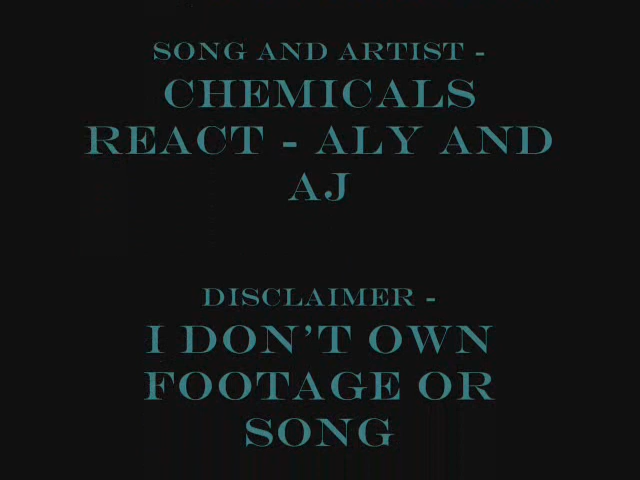 SONG AND ARTIST -
CHEMICALS
REACT - ALY AND
AJ
DISCLAIMER -
I DON'T OWN
FOOTAGE OR
SONG